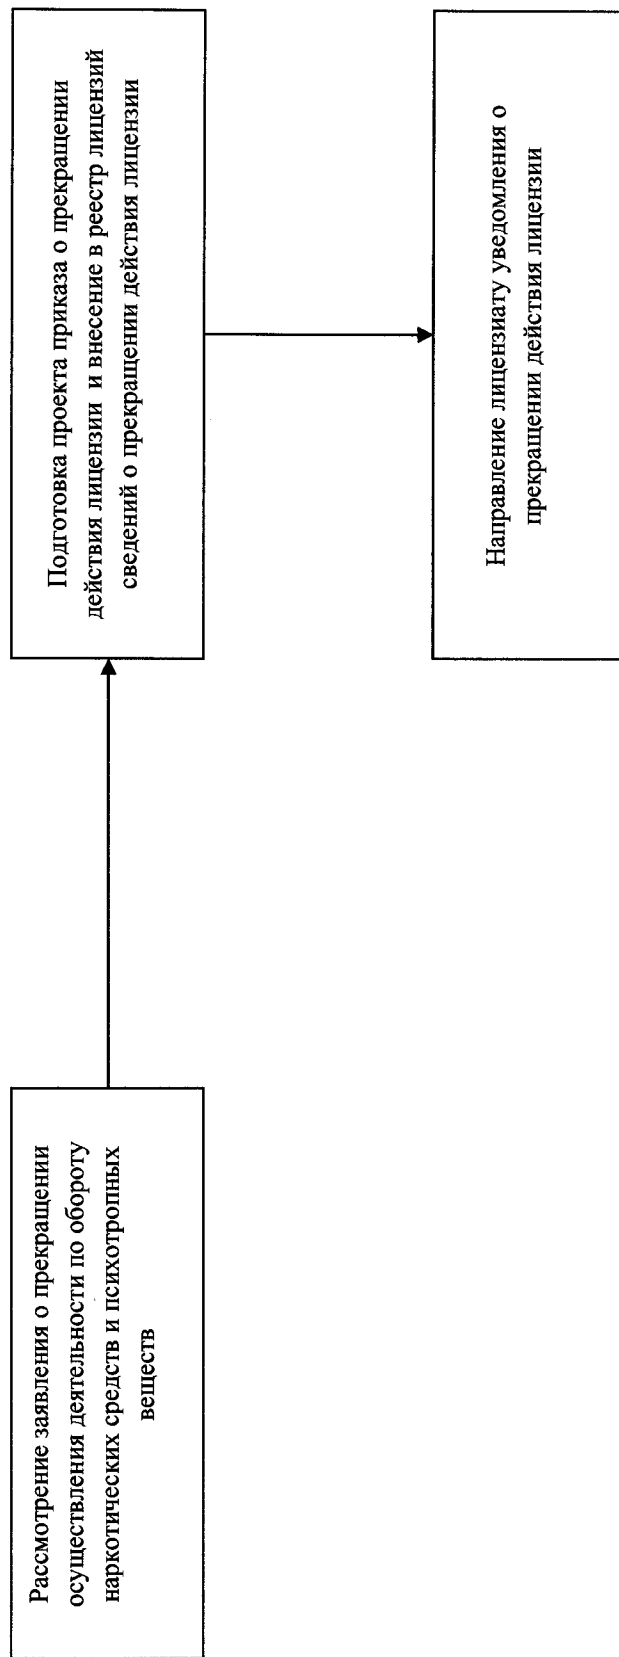 Рассмотрение заявления о прекращении
осуществления деятельности по обороту
наркотических средств и психотропных
веществ
Подготовка проекта приказа о прекращении
действия лицензии и внесение в реестр лицензий
сведений о прекращении действия лицензии
Направление лицензиату уведомления о
прекращении действия лицензии